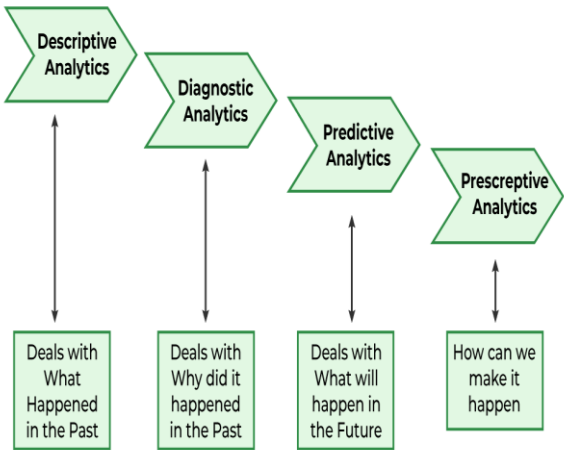 Descriptive
Analytics
Diagnostic
Analytics
Predictive
Analytics
Prescreptive
Analytics
Deals with
What
Happened
in the Past
Deals with
Why did it
happened
in the Past
Deals with
What will
happen in
the Future
How can we
make it
happen